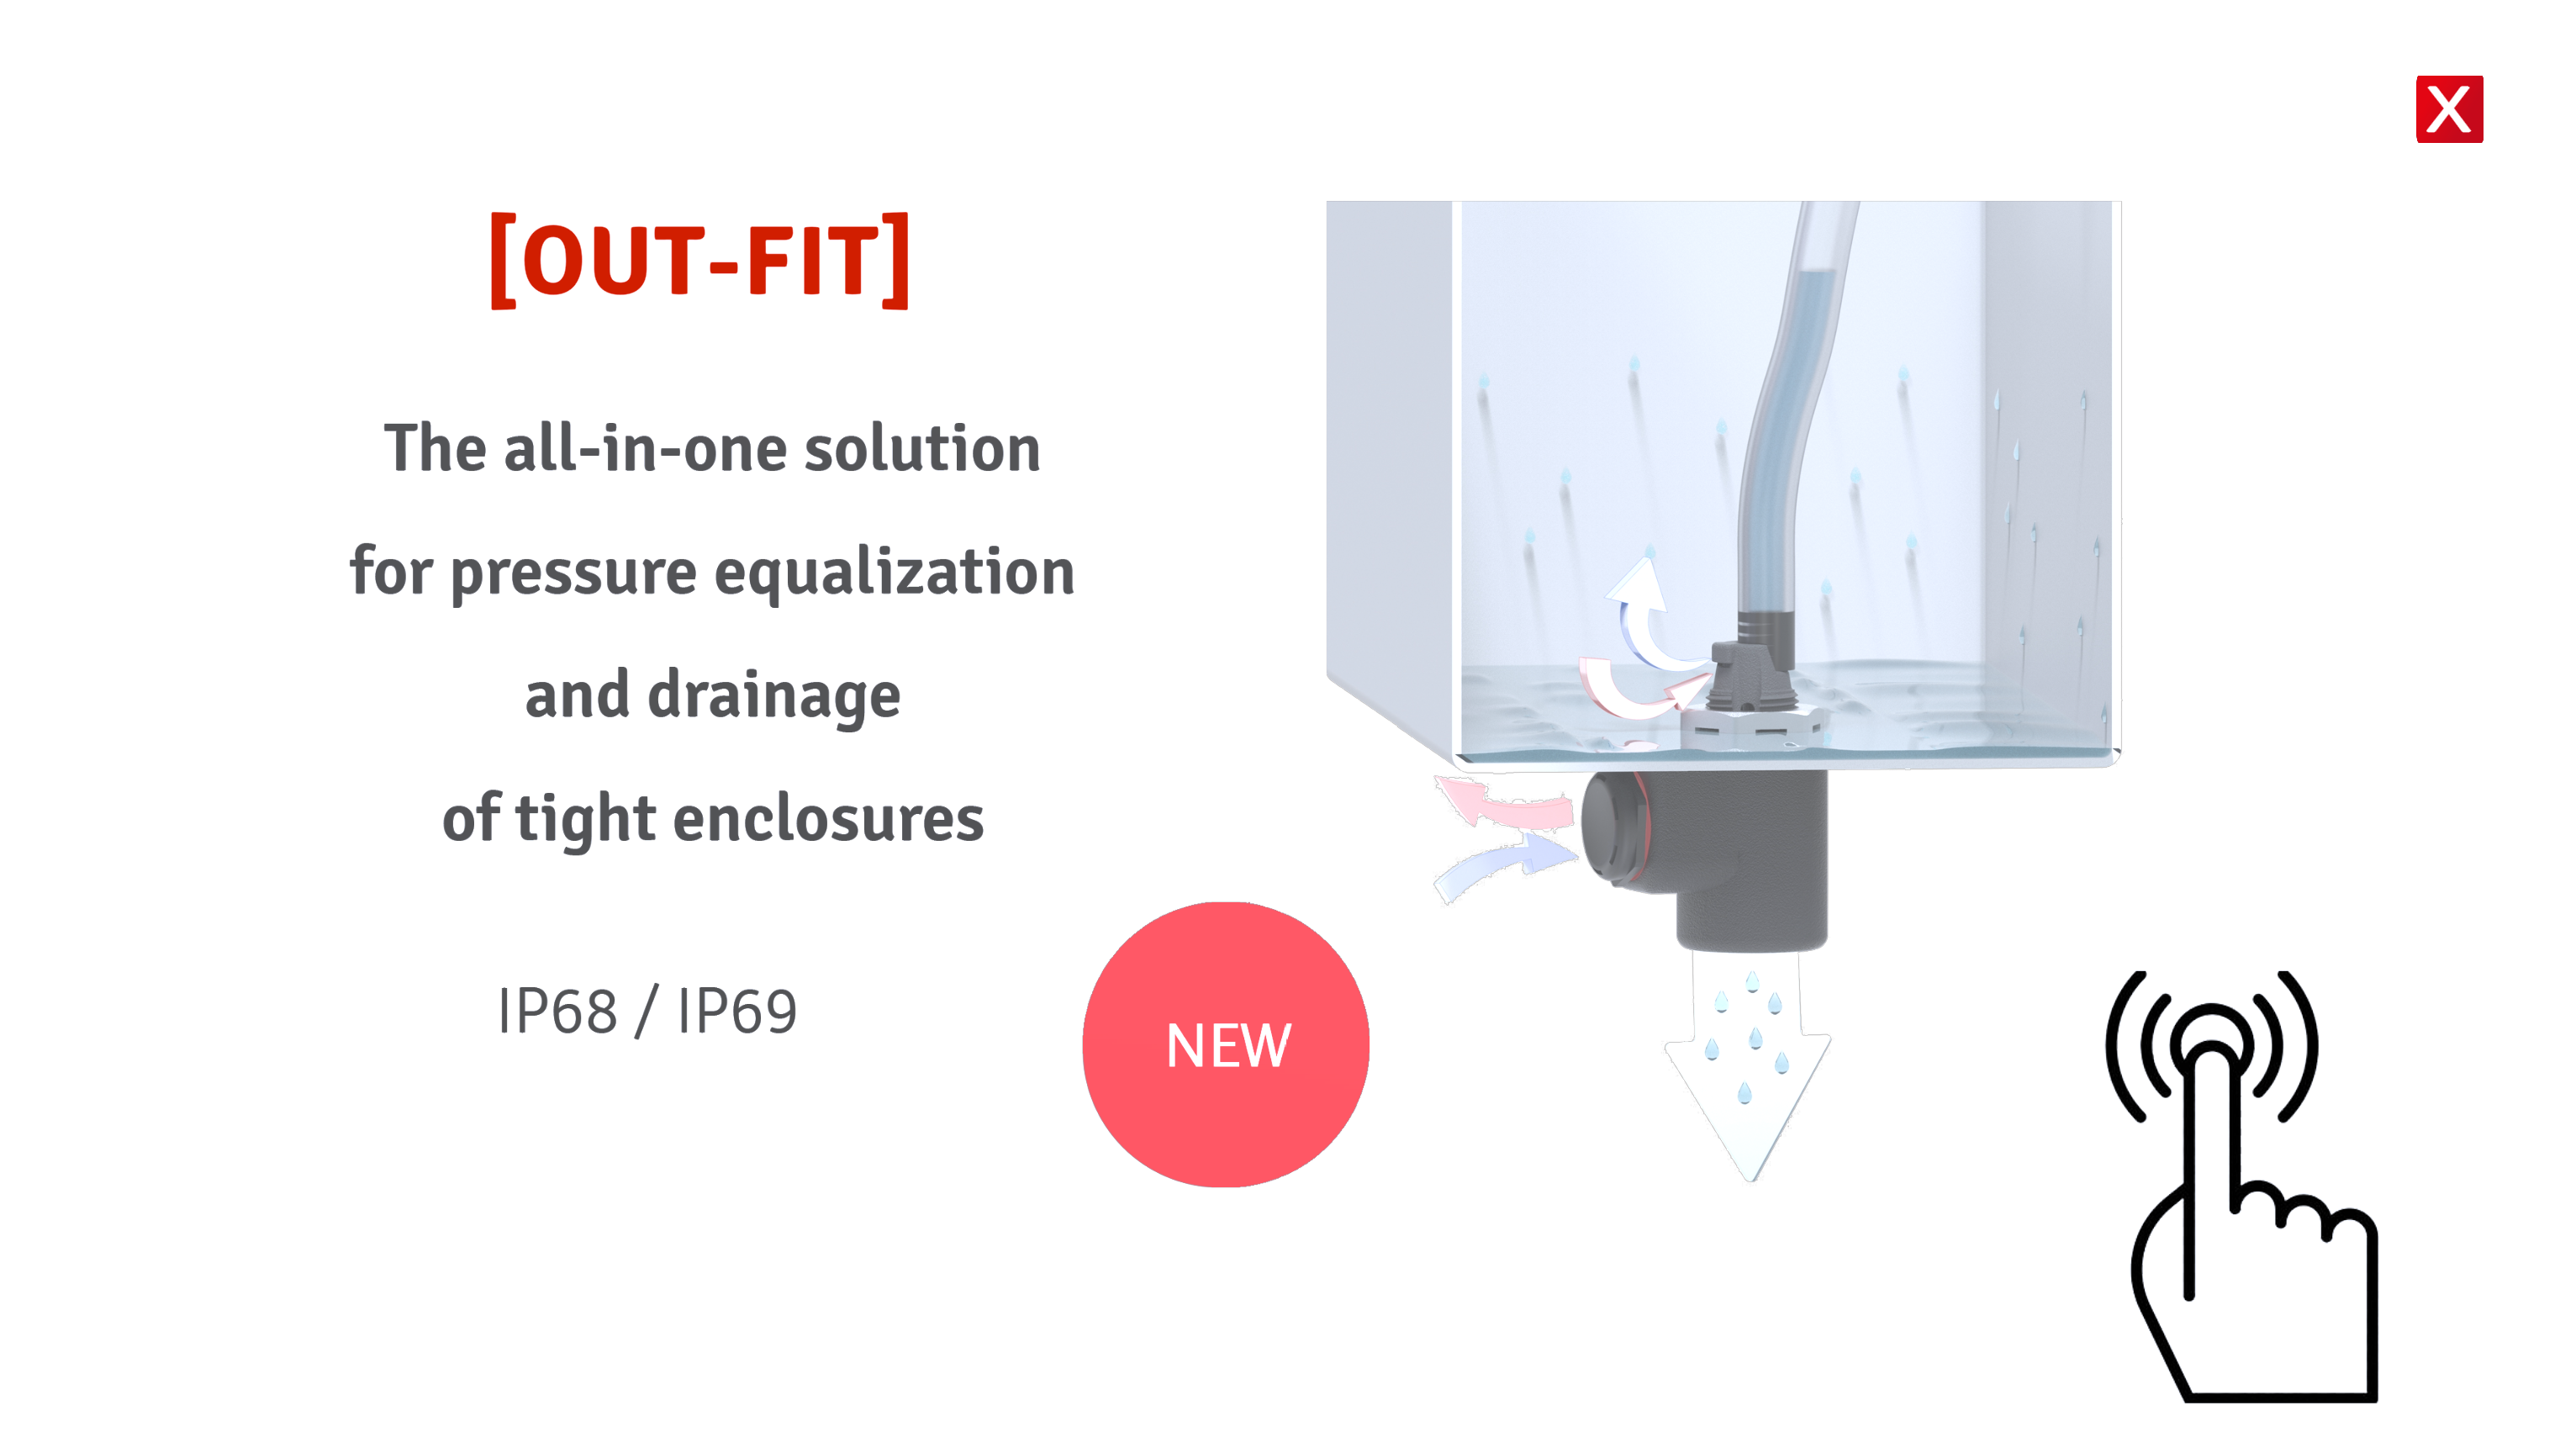 X
[OUT-FIT]
The all-in-one solution
for pressure equalization
and drainage
of tight enclosures
IP68 / IP69
NEW